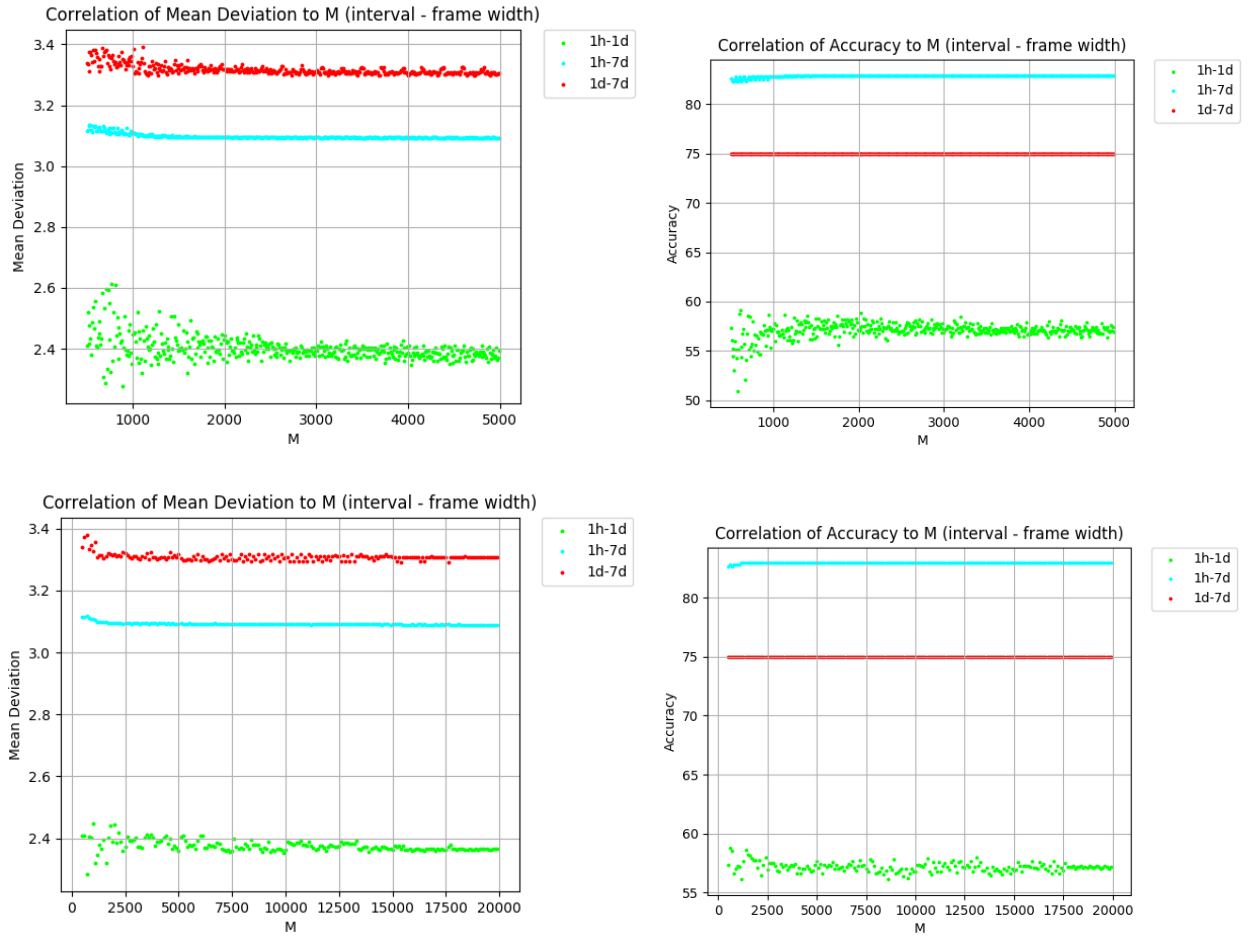 Correlation of Mean Deviation to M (interval - frame width)
3.4
3.2
3.0
2.8
2.6
2.4
Mean Deviation
1000
2000
3000
4000
5000
M
1h-1d
1h-7d
1d-7d
Correlation of Accuracy to M (interval - frame width)
80
75
70
65
60
55
50
Accuracy
1000
2000
3000
4000
5000
M
1h-1d
1h-7d
1d-7d
Correlation of Mean Deviation to M (interval - frame width)
3.4
3.2
3.0
2.8
2.6
2.4
Mean Deviation
0
2500
5000
7500
10000
12500
15000
17500
20000
M
1h-1d
1h-7d
1d-7d
Correlation of Accuracy to M (interval - frame width)
80
75
70
65
60
55
Accuracy
0
2500
5000
7500
10000
12500
15000
17500
20000
M
1h-1d
1h-7d
1d-7d